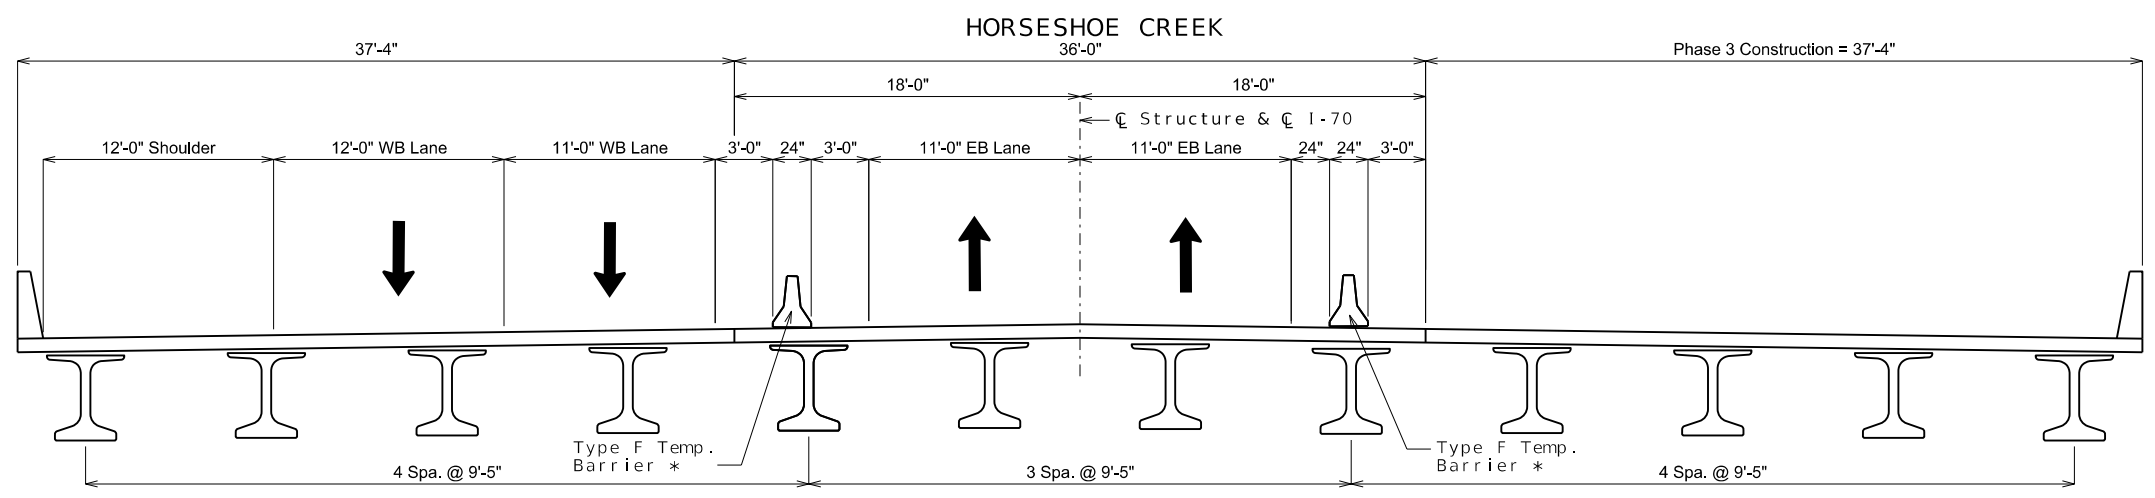 HORSESHOE CREEK
37'-4"
36'-0"
Phase 3 Construction = 37'-4"
18'-0"
18'-0"
℄ Structure & ℄ I-70
12'-0" Shoulder
12'-0" WB Lane
11'-0" WB Lane
3'-0"
24"
3'-0"
11'-0" EB Lane
11'-0" EB Lane
24"
24"
3'-0"
Type F Temp.
Barrier *
Type F Temp.
Barrier *
4 Spa. @ 9'-5"
3 Spa. @ 9'-5"
4 Spa. @ 9'-5"